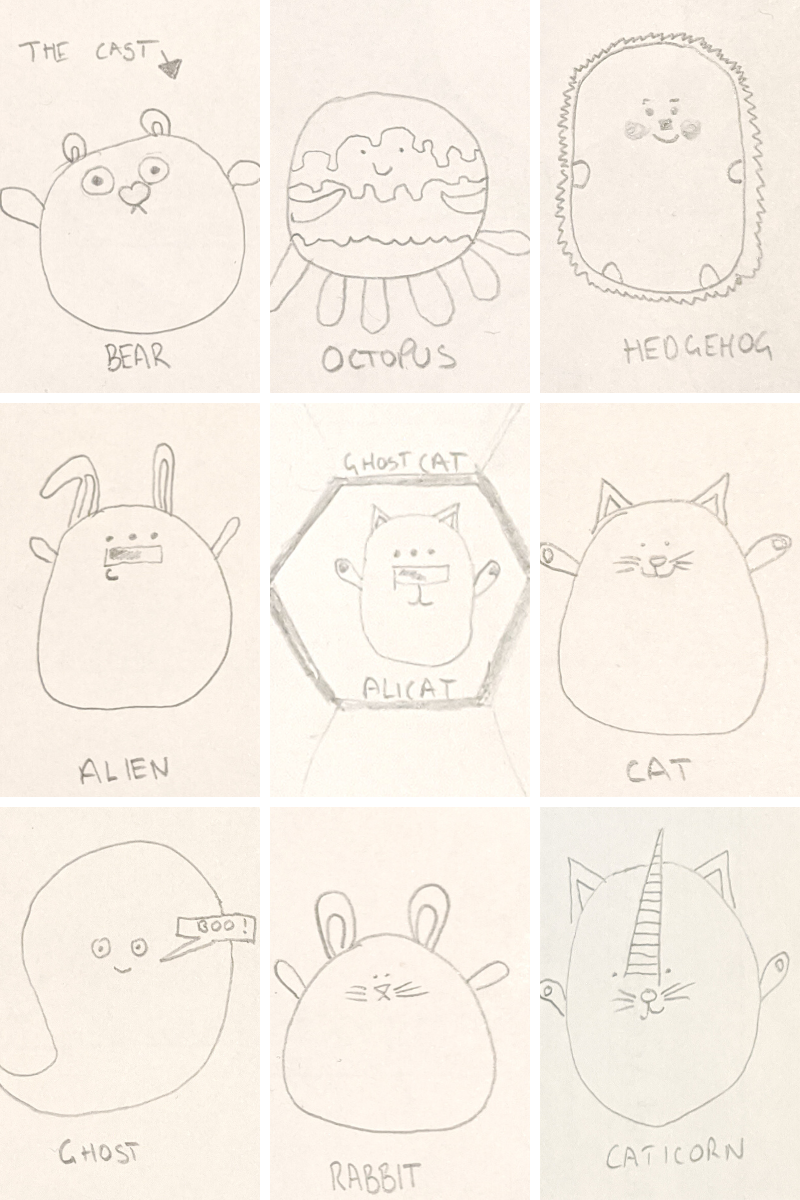 THE CAST
BEAR
OCTOPUS
HEDGEHOG
ALIEN
GHOST CAT
ALICAT
CAT
BOO!
GHOST
RABBIT
CATICORN